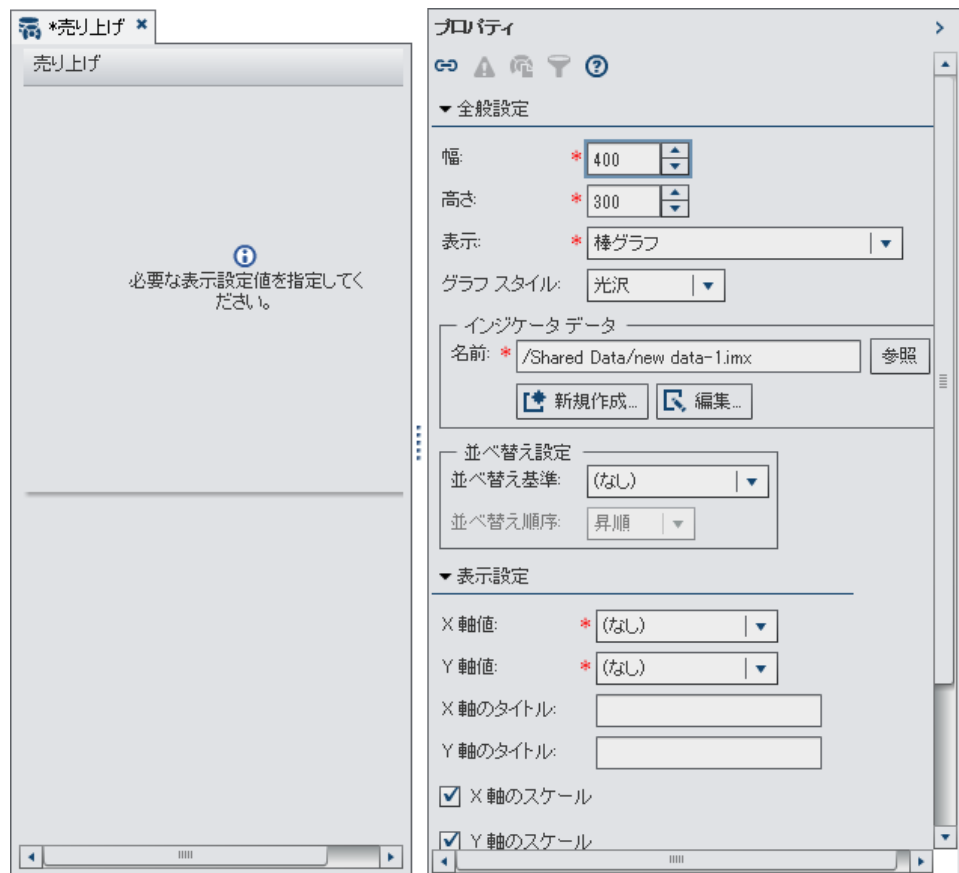 *売り上げ
売り上げ
必要な表示設定値を指定してく
ださい。
プロパティ
全般設定
幅: * 400
高さ: * 300
表示: * 棒グラフ
グラフ スタイル: 光沢
インジケータ データ
名前: * /Shared Data/new data-1.imx 参照
新規作成... 編集...
並べ替え設定
並べ替え基準: (なし)
並べ替え順序: 昇順
表示設定
X 軸値: * (なし)
Y 軸値: * (なし)
X 軸のタイトル:
Y 軸のタイトル:
X 軸のスケール
Y 軸のスケール